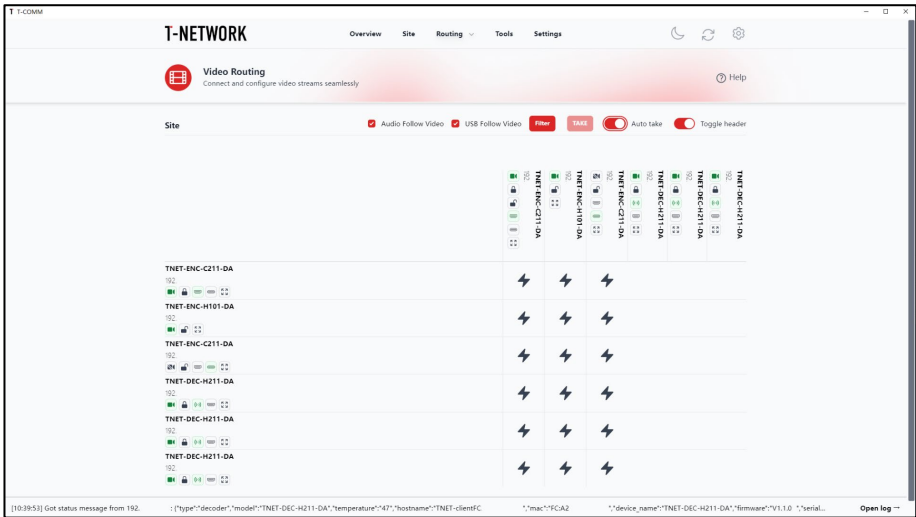 T T-COMM
T-NETWORK
Overview Site Routing Tools Settings
Video Routing
Connect and configure video streams seamlessly
Help
Site
Audio Follow Video USB Follow Video Filter TAKE Auto take Toggle header
192.
TNET-ENC-C211-DA
192.
TNET-ENC-H101-DA
192.
TNET-ENC-C211-DA
192.
TNET-DEC-H211-DA
192.
TNET-DEC-H211-DA
192.
TNET-DEC-H211-DA
TNET-ENC-C211-DA
192.
TNET-ENC-H101-DA
192.
TNET-ENC-C211-DA
192.
TNET-DEC-H211-DA
192.
TNET-DEC-H211-DA
192.
TNET-DEC-H211-DA
192.
[10:39:53] Got status message from 192. : {"type":"decoder","model":"TNET-DEC-H211-DA","temperature":"47","hostname":"TNET-clientFC ","mac":"FC:A2 ","device_name":"TNET-DEC-H211-DA","firmware":"V1.1.0 ","serial... Open log →